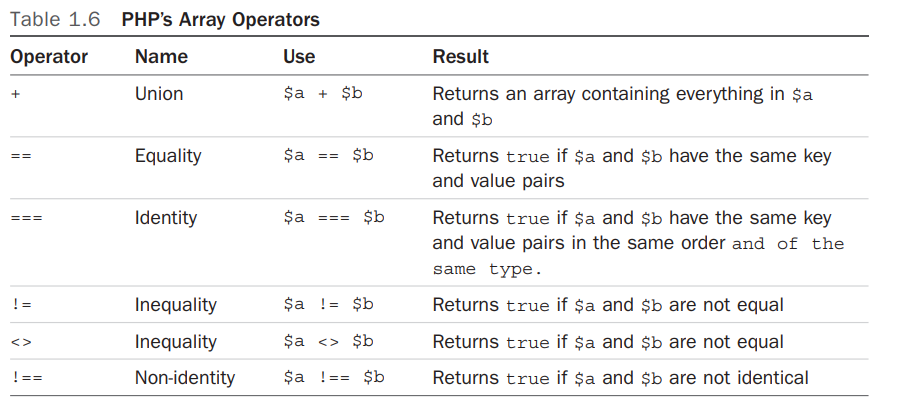 Table 1.6 PHP’s Array Operators
Operator Name Use Result
+ Union $a + $b Returns an array containing everything in $a
and $b
== Equality $a == $b Returns true if $a and $b have the same key
and value pairs
=== Identity $a === $b Returns true if $a and $b have the same key
and value pairs in the same order and of the
same type.
!= Inequality $a != $b Returns true if $a and $b are not equal
<> Inequality $a <> $b Returns true if $a and $b are not equal
!== Non-identity $a !== $b Returns true if $a and $b are not identical